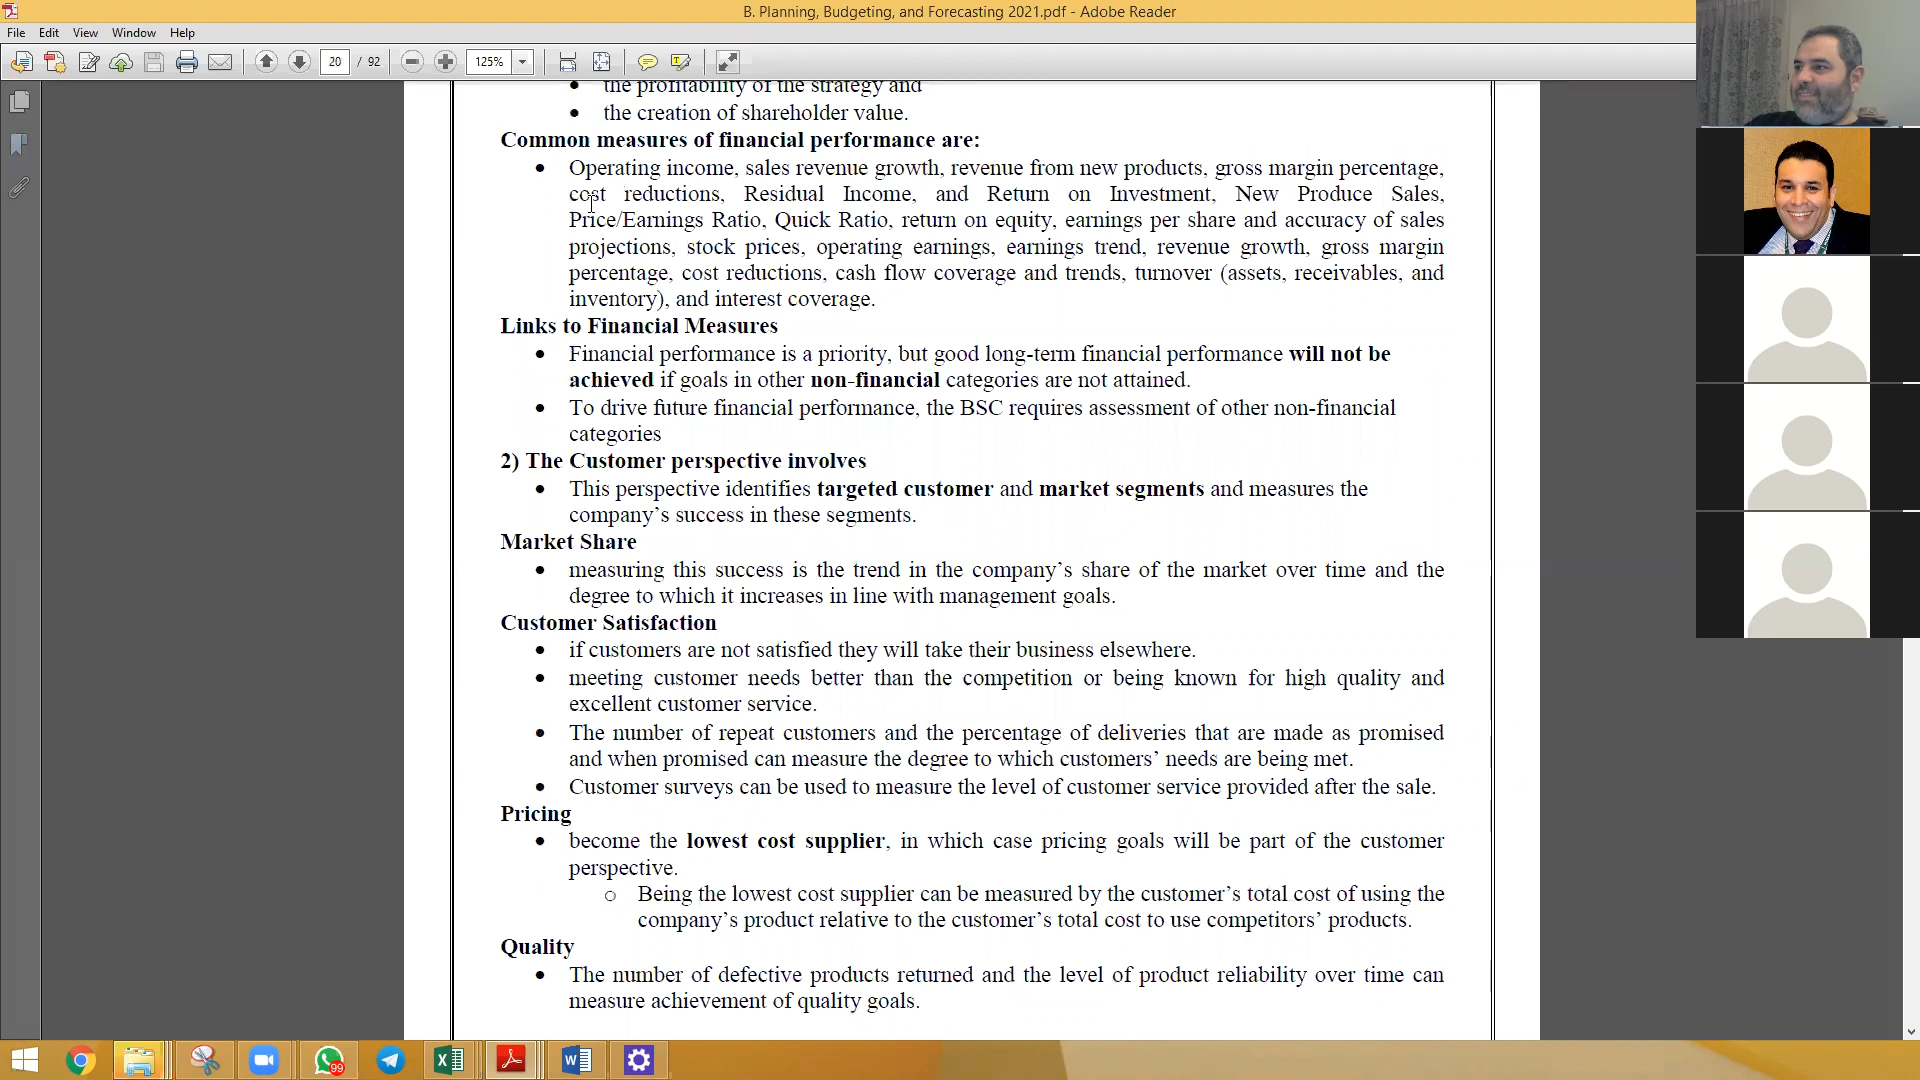 B. Planning, Budgeting, and Forecasting 2021.pdf - Adobe Reader
File Edit View Window Help
20 / 92 125%
the profitability of the strategy and
the creation of shareholder value.
Common measures of financial performance are:
Operating income, sales revenue growth, revenue from new products, gross margin percentage,
cost reductions, Residual Income, and Return on Investment, New Produce Sales,
Price/Earnings Ratio, Quick Ratio, return on equity, earnings per share and accuracy of sales
projections, stock prices, operating earnings, earnings trend, revenue growth, gross margin
percentage, cost reductions, cash flow coverage and trends, turnover (assets, receivables, and
inventory), and interest coverage.
Links to Financial Measures
Financial performance is a priority, but good long-term financial performance will not be
achieved if goals in other non-financial categories are not attained.
To drive future financial performance, the BSC requires assessment of other non-financial
categories
2) The Customer perspective involves
This perspective identifies targeted customer and market segments and measures the
company's success in these segments.
Market Share
measuring this success is the trend in the company's share of the market over time and the
degree to which it increases in line with management goals.
Customer Satisfaction
if customers are not satisfied they will take their business elsewhere.
meeting customer needs better than the competition or being known for high quality and
excellent customer service.
The number of repeat customers and the percentage of deliveries that are made as promised
and when promised can measure the degree to which customers' needs are being met.
Customer surveys can be used to measure the level of customer service provided after the sale.
Pricing
become the lowest cost supplier, in which case pricing goals will be part of the customer
perspective.
Being the lowest cost supplier can be measured by the customer's total cost of using the
company's product relative to the customer's total cost to use competitors' products.
Quality
The number of defective products returned and the level of product reliability over time can
measure achievement of quality goals.
99